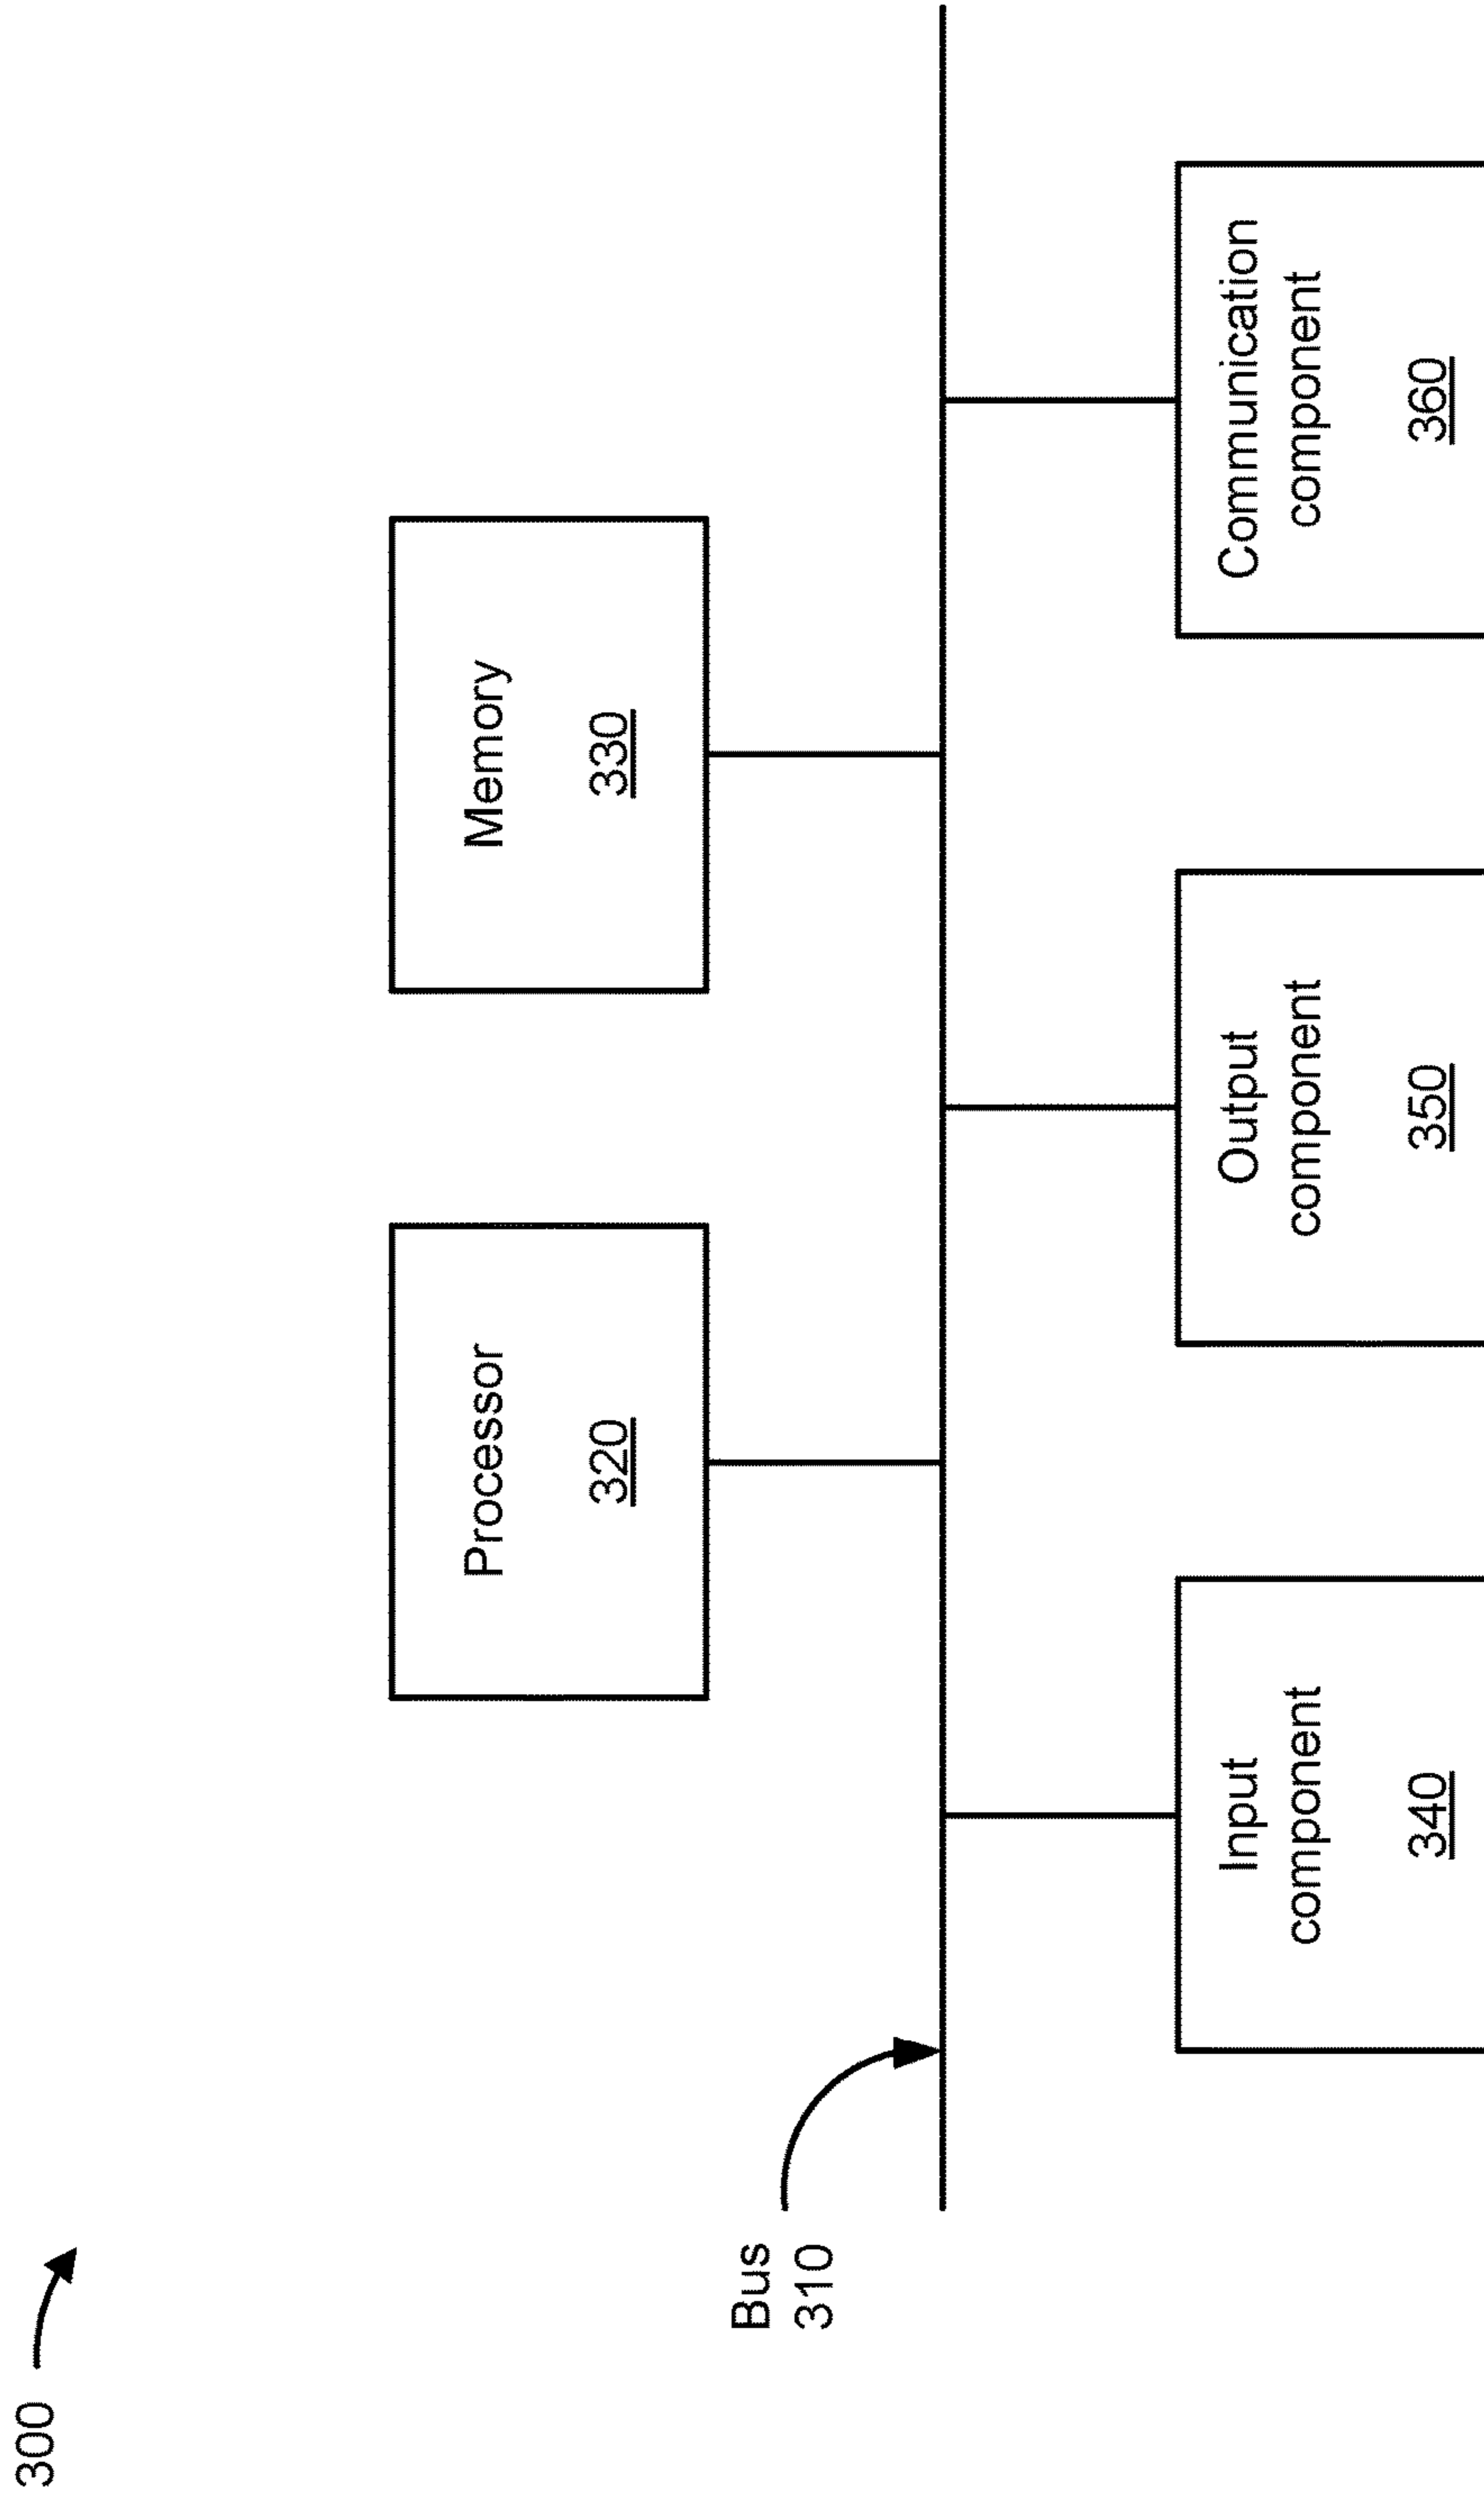 300
Processor
320
Memory
330
Bus
310
Input
component
340
Output
component
350
Communication
component
360